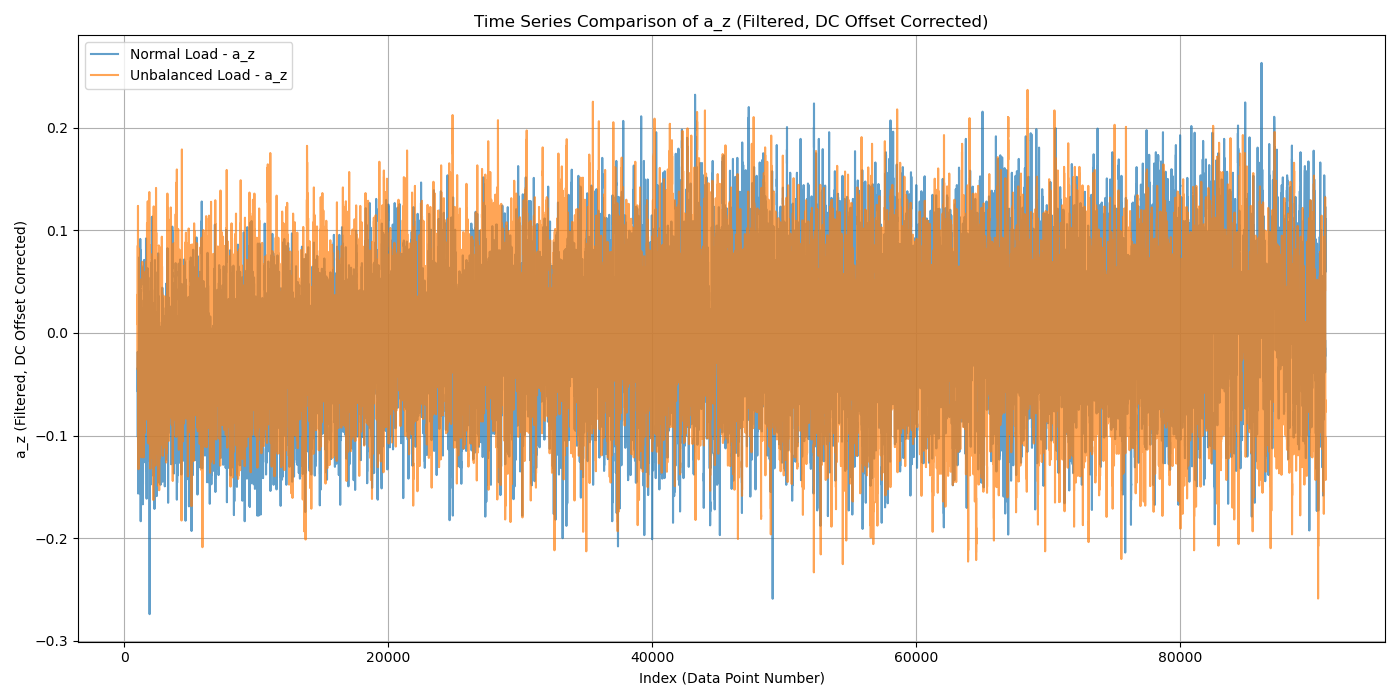 Time Series Comparison of a_z (Filtered, DC Offset Corrected)
Normal Load - a_z
Unbalanced Load - a_z
a_z (Filtered, DC Offset Corrected)
0.2
0.1
0.0
−0.1
−0.2
−0.3
0
20000
40000
60000
80000
Index (Data Point Number)